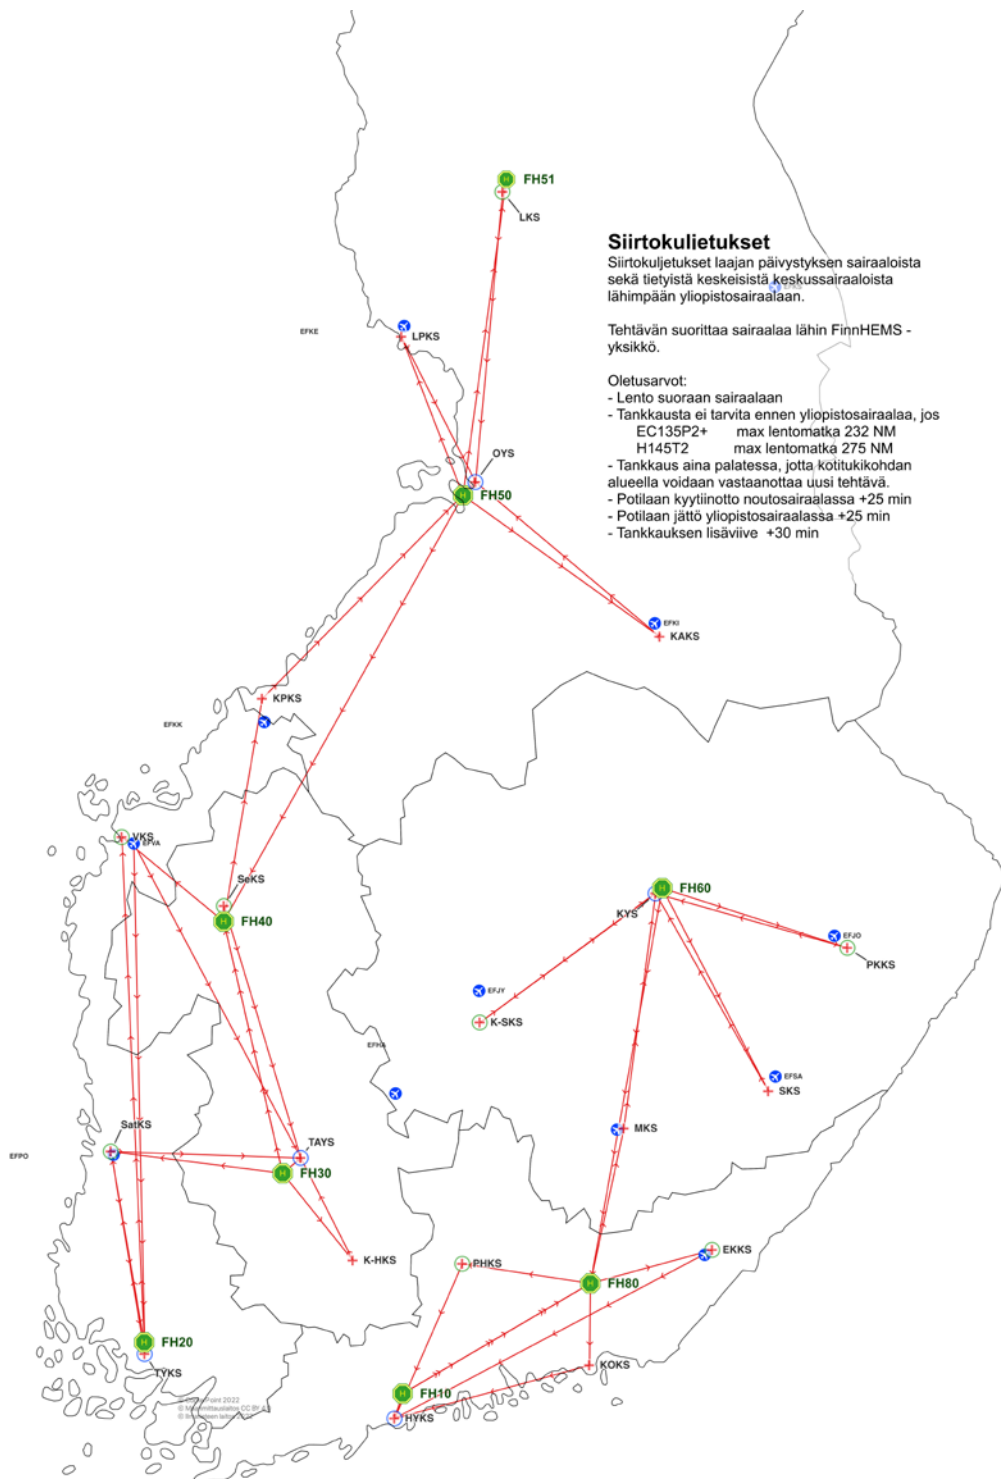 FH51
LKS
Siirtokuljetukset
Siirtokuljetukset laajan päivystyksen sairaaloista
sekä tietyistä keskeisistä keskussairaaloista
lähimpään yliopistosairaalaan.
Tehtävän suorittaa sairaalaa lähin FinnHEMS -
yksikkö.
Oletusarvot:
- Lento suoraan sairaalaan
- Tankkausta ei tarvita ennen yliopistosairaalaa, jos
EC135P2+ max lentomatka 232 NM
H145T2 max lentomatka 275 NM
- Tankkaus aina palatessa, jotta kotitukikohdan
alueella voidaan vastaanottaa uusi tehtävä.
- Potilaan kyytiinotto noutosairaalassa +25 min
- Potilaan jättö yliopistosairaalassa +25 min
- Tankkauksen lisäviive +30 min
EFKE
LPKS
OYS
FH50
EFKI
KAKS
KPKS
EFKK
VKS
EFVA
SeKS
FH40
FH60
KYS
EFJO
PKKS
EFJY
K-SKS
EFHA
EFSA
SKS
MKS
SatKS
EFPO
TAYS
FH30
K-HKS
PHKS
EKKS
FH80
FH20
TYKS
KOKS
FH10
HYKS